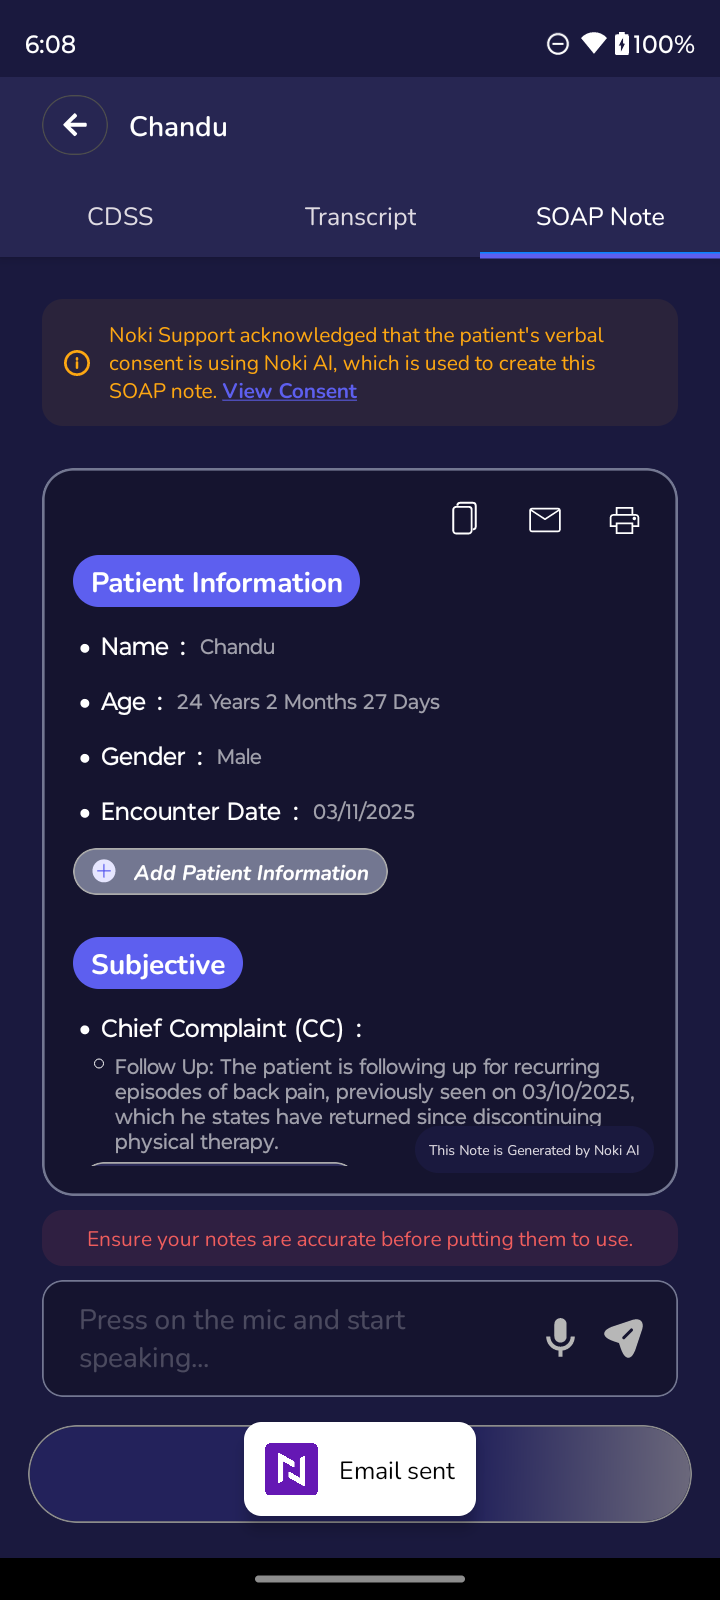 6:08
100%
Chandu
CDSS
Transcript
SOAP Note
Noki Support acknowledged that the patient's verbal
consent is using Noki AI, which is used to create this
SOAP note. View Consent
Patient Information
• Name : Chandu
• Age : 24 Years 2 Months 27 Days
• Gender : Male
• Encounter Date : 03/11/2025
Add Patient Information
Subjective
• Chief Complaint (CC) :
Follow Up: The patient is following up for recurring
episodes of back pain, previously seen on 03/10/2025,
which he states have returned since discontinuing
physical therapy.
This Note is Generated by Noki AI
Ensure your notes are accurate before putting them to use.
Press on the mic and start
speaking...
Email sent